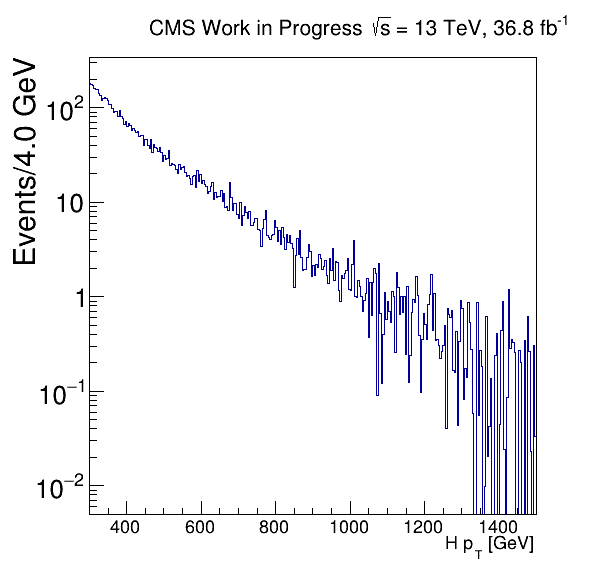 CMS Work in Progress √s = 13 TeV, 36.8 fb⁻¹
Events/4.0 GeV
10²
10
1
10⁻¹
10⁻²
400 600 800 1000 1200 1400
H p_T [GeV]